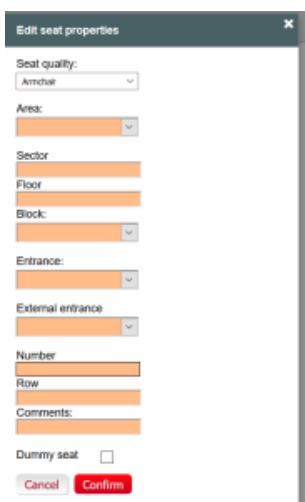 Edit seat properties
Seat quality:
Armchair
Area:
Sector
Floor
Block:
Entrance:
External entrance
Number
Row
Comments:
Dummy seat
Cancel Confirm